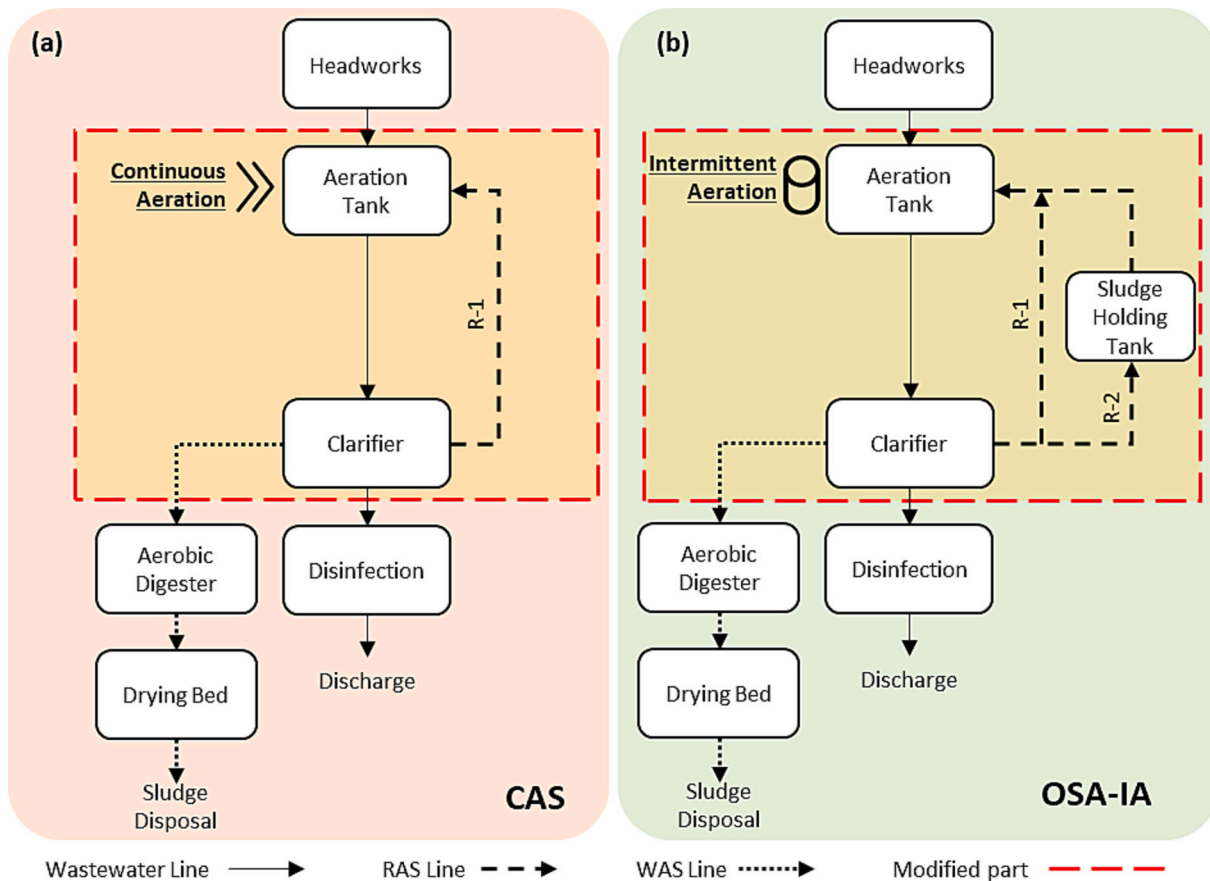 (a)
Headworks
Continuous
Aeration
Aeration
Tank
R-1
Clarifier
Aerobic
Digester
Disinfection
Drying Bed
Discharge
Sludge
Disposal
CAS
(b)
Headworks
Intermittent
Aeration
Aeration
Tank
R-1
Sludge
Holding
Tank
R-2
Clarifier
Aerobic
Digester
Disinfection
Drying Bed
Discharge
Sludge
Disposal
OSA-IA
Wastewater Line
RAS Line
WAS Line
Modified part